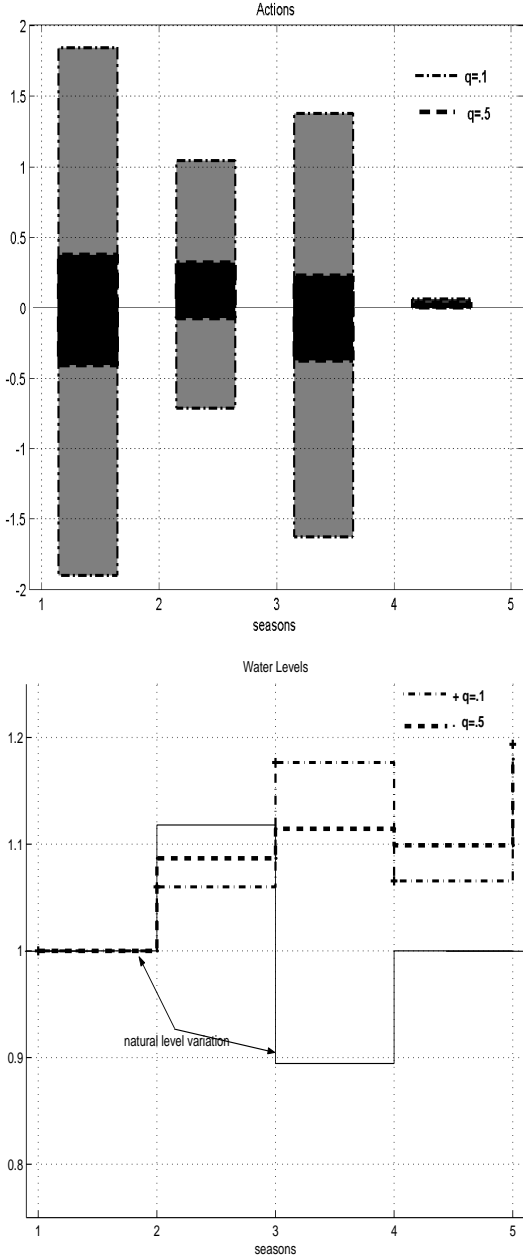 Actions
2
1.5
1
0.5
0
-0.5
-1
-1.5
-2
q=.1
q=.5
1
2
3
4
5
seasons
Water Levels
1.2
1.1
1
0.9
0.8
+ q=.1
. q=.5
natural level variation
1
2
3
4
5
seasons